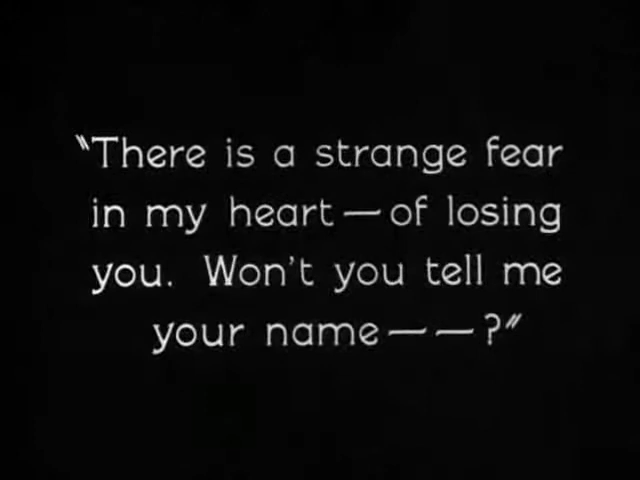 "There is a strange fear
in my heart — of losing
you. Won't you tell me
your name — — ?"